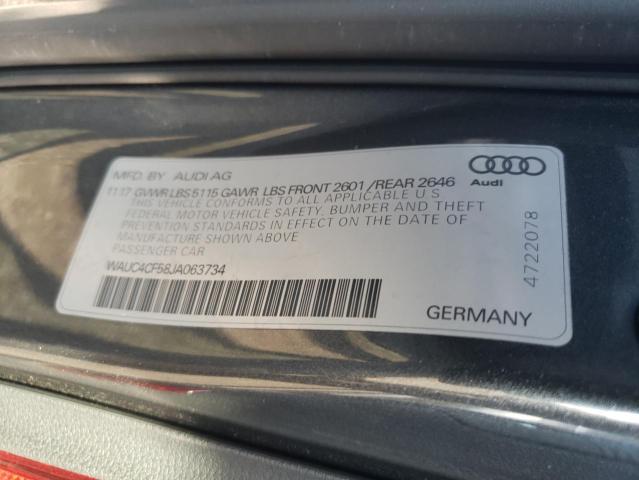 MFD. BY AUDI AG
11.17 GVWR LBS 5115 GAWR LBS FRONT 2601 / REAR 2646
THIS VEHICLE CONFORMS TO ALL APPLICABLE U S
FEDERAL MOTOR VEHICLE SAFETY, BUMPER AND THEFT
PREVENTION STANDARDS IN EFFECT ON THE DATE OF
MANUFACTURE SHOWN ABOVE
PASSENGER CAR
WAUC4CF58JA063734
Audi
4722078
GERMANY